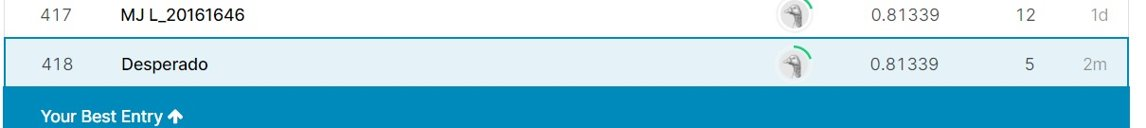 417 MJ L_20161646 0.81339 12 1d
418 Desperado 0.81339 5 2m
Your Best Entry